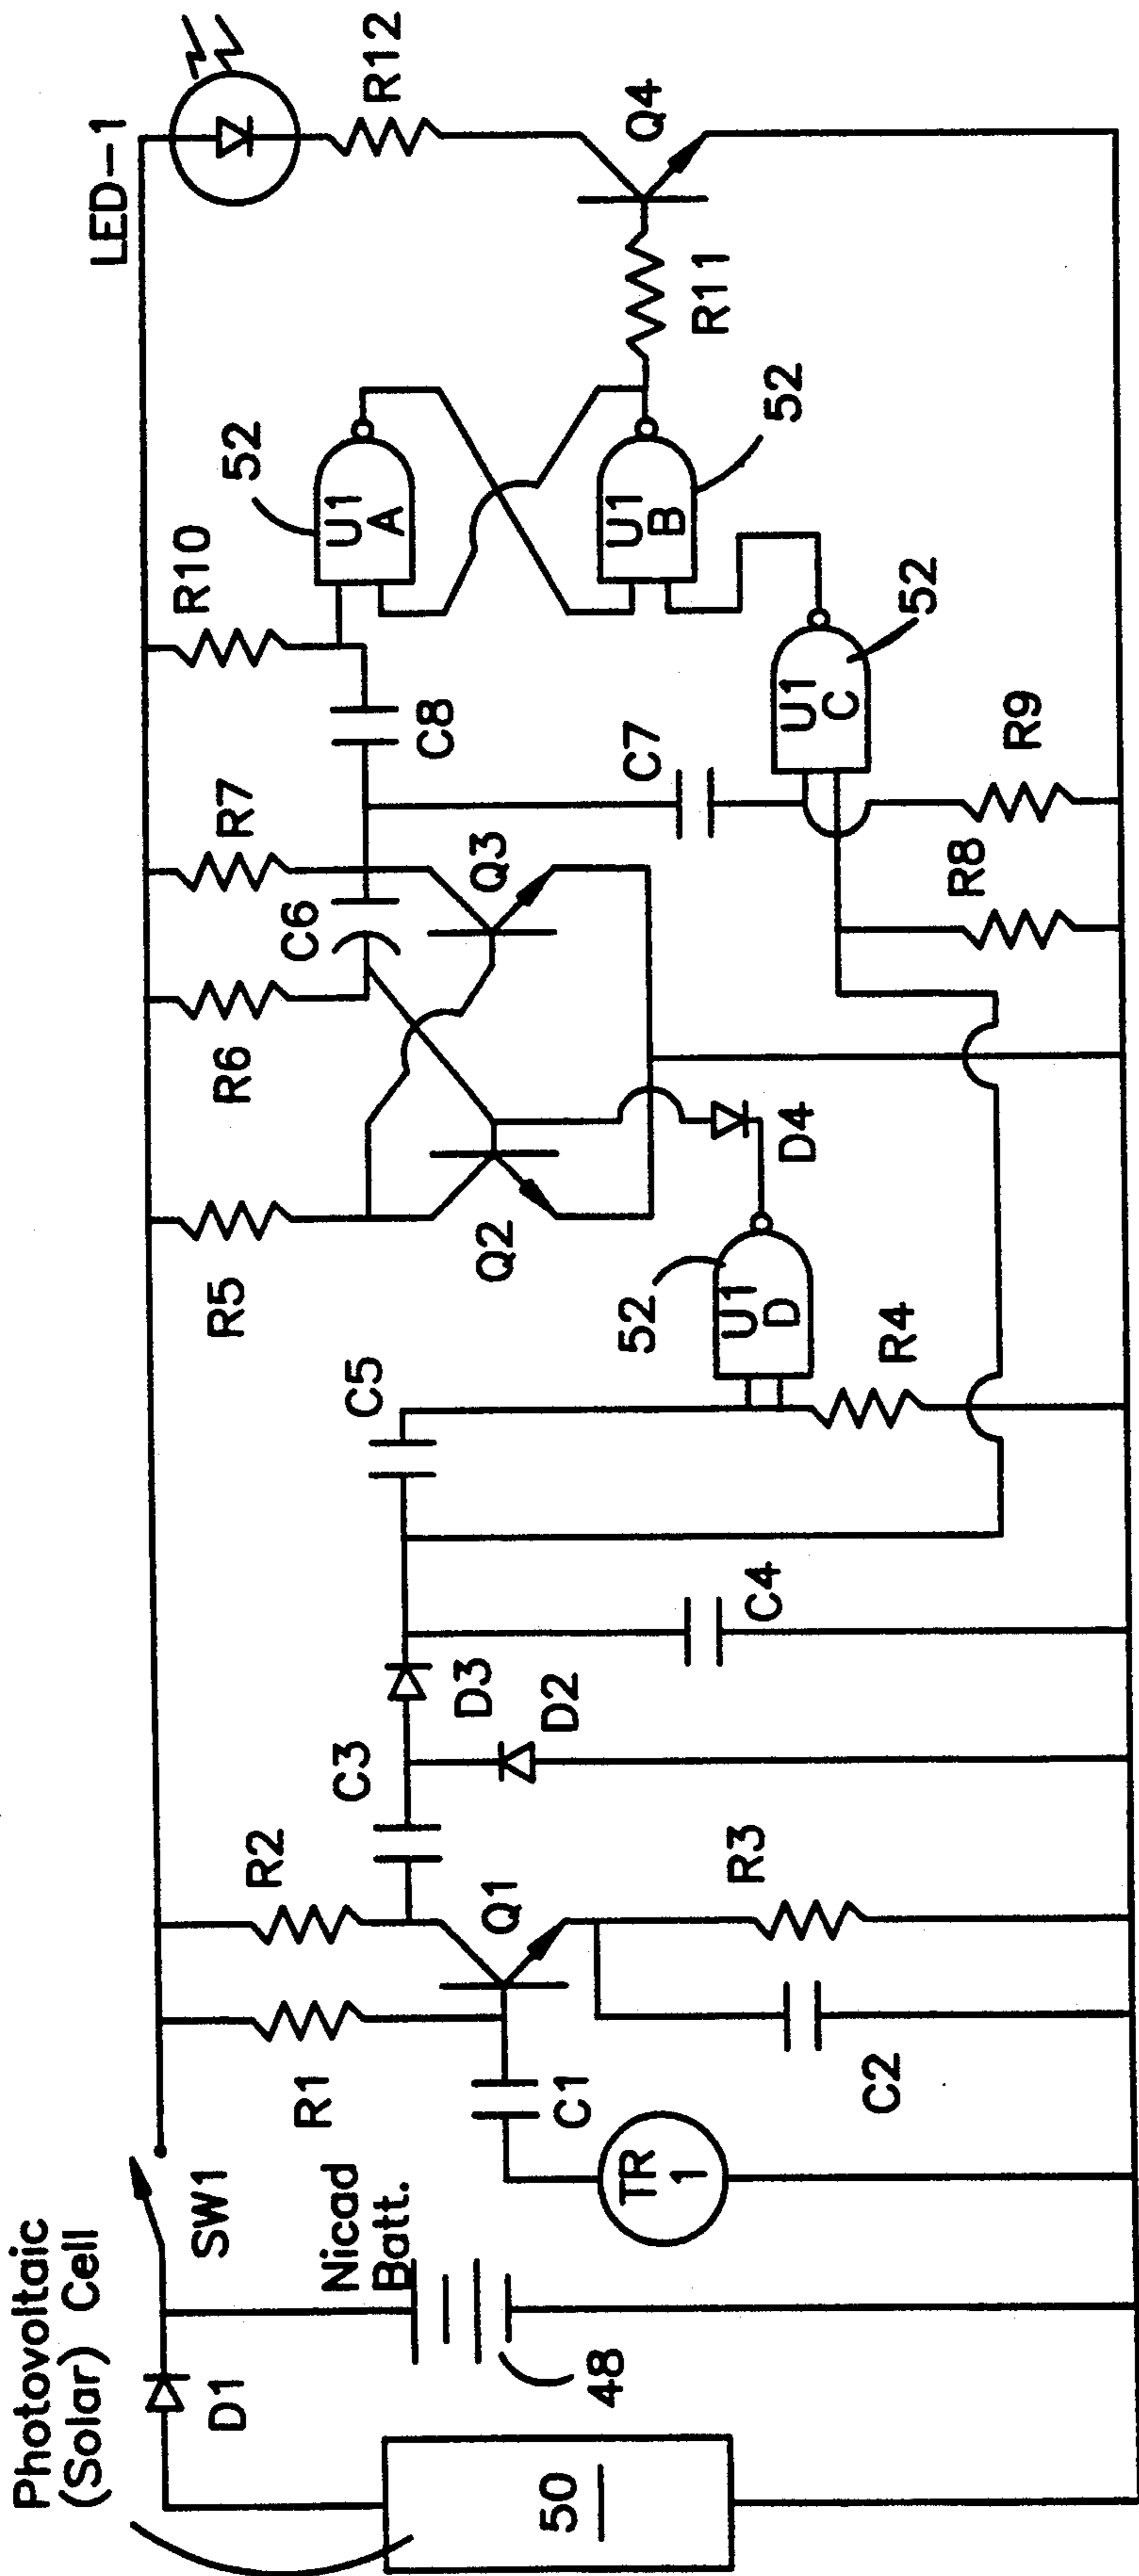 Photovoltaic
(Solar) Cell
50
D1
SW1
Nicad
Batt.
48
TR
1
C1
R1
R2
Q1
C2
R3
C3
D2
D3
C4
C5
R4
U1
D
52
D4
R5
Q2
R6
C6
R7
Q3
C8
C7
R8
R9
U1
C
52
R10
U1
A
52
U1
B
52
R11
Q4
R12
LED-1